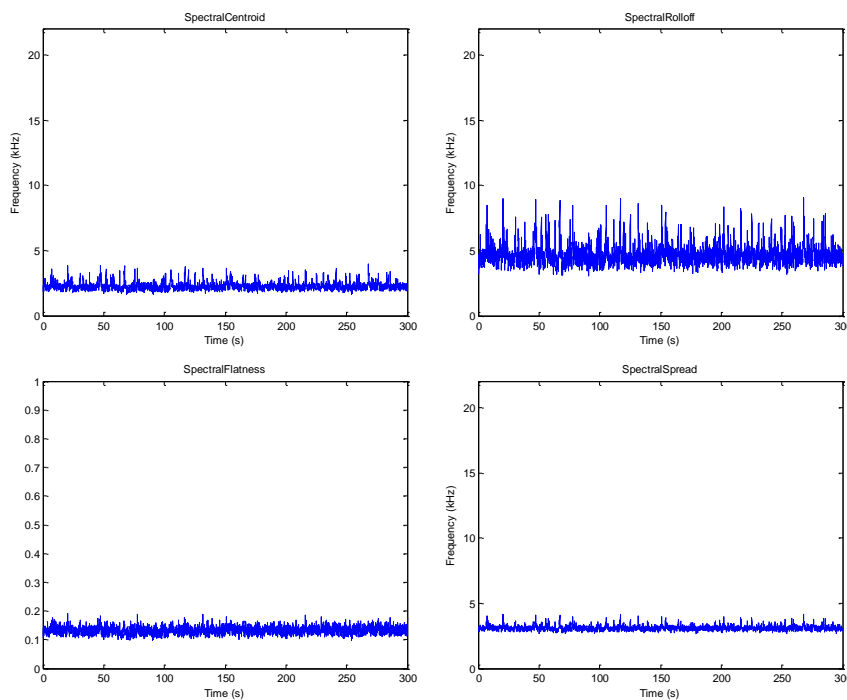 SpectralCentroid
20
15
10
5
0
Frequency (kHz)
0 50 100 150 200 250 300
Time (s)
SpectralRolloff
20
15
10
5
0
Frequency (kHz)
0 50 100 150 200 250 300
Time (s)
SpectralFlatness
1
0.9
0.8
0.7
0.6
0.5
0.4
0.3
0.2
0.1
0
0 50 100 150 200 250 300
Time (s)
SpectralSpread
20
15
10
5
0
Frequency (kHz)
0 50 100 150 200 250 300
Time (s)